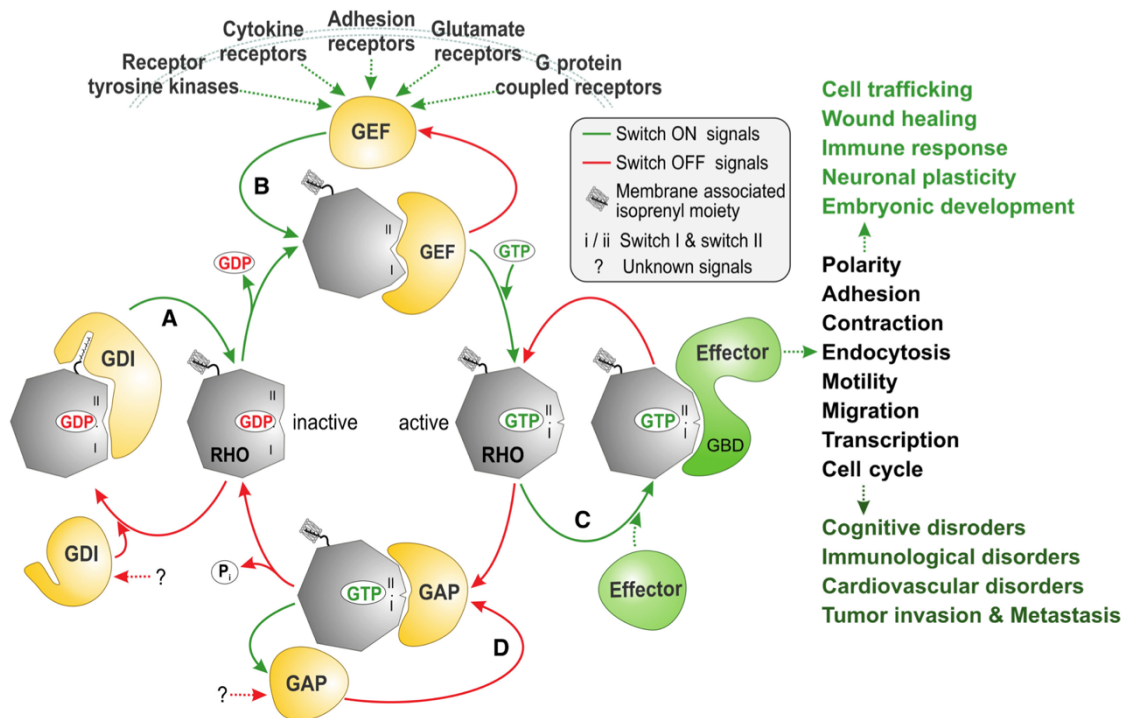 Receptor
tyrosine kinases
Cytokine
receptors
Adhesion
receptors
Glutamate
receptors
G protein
coupled receptors
GEF
B
II
I
GEF
GTP
GDP
Switch ON signals
Switch OFF signals
Membrane associated
isoprenyl moiety
i / ii Switch I & switch II
? Unknown signals
Cell trafficking
Wound healing
Immune response
Neuronal plasticity
Embryonic development
Polarity
Adhesion
Contraction
Endocytosis
Motility
Migration
Transcription
Cell cycle
Cognitive disroders
Immunological disorders
Cardiovascular disorders
Tumor invasion & Metastasis
A
GDI
II
GDP
I
II
GDP
I
RHO
inactive
active
GTP
II
I
RHO
GTP
II
I
Effector
GBD
C
Effector
GDI
?
Pi
GTP
II
I
GAP
D
GAP
?